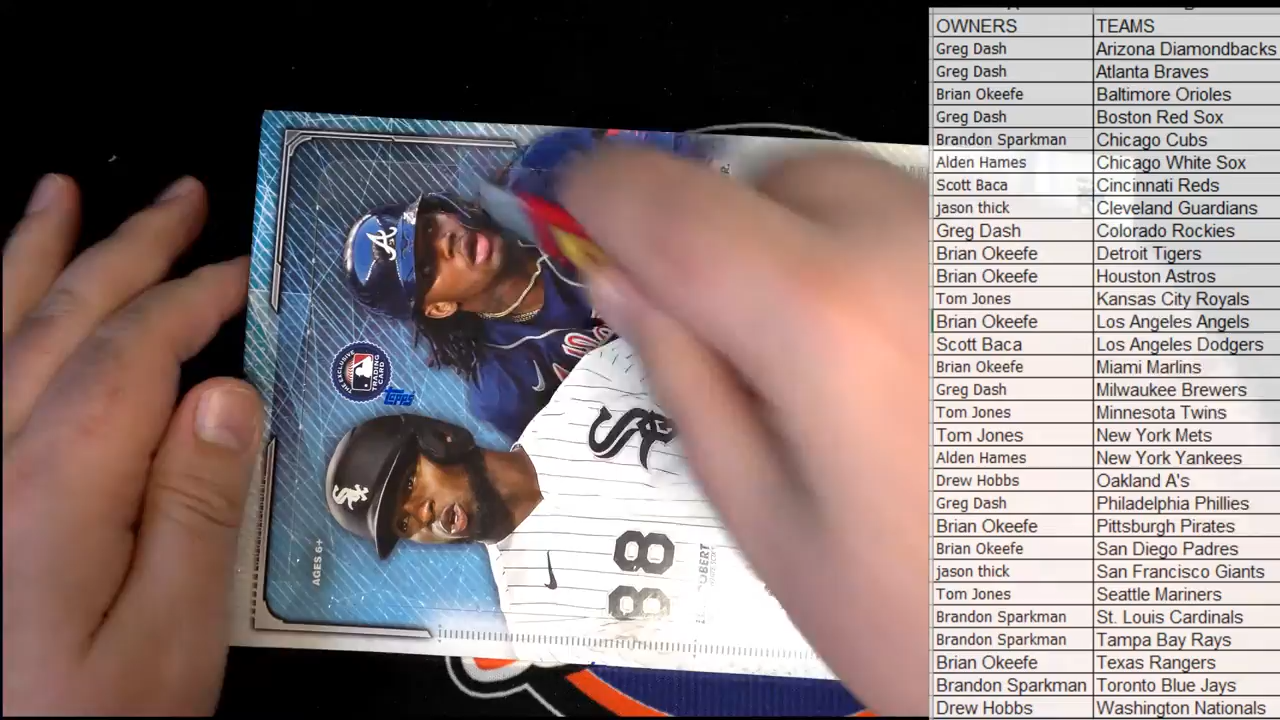 OWNERS TEAMS
Greg Dash Arizona Diamondbacks
Greg Dash Atlanta Braves
Brian Okeefe Baltimore Orioles
Greg Dash Boston Red Sox
Brandon Sparkman Chicago Cubs
Alden Hames Chicago White Sox
Scott Baca Cincinnati Reds
jason thick Cleveland Guardians
Greg Dash Colorado Rockies
Brian Okeefe Detroit Tigers
Brian Okeefe Houston Astros
Tom Jones Kansas City Royals
Brian Okeefe Los Angeles Angels
Scott Baca Los Angeles Dodgers
Brian Okeefe Miami Marlins
Greg Dash Milwaukee Brewers
Tom Jones Minnesota Twins
Tom Jones New York Mets
Alden Hames New York Yankees
Drew Hobbs Oakland A's
Greg Dash Philadelphia Phillies
Brian Okeefe Pittsburgh Pirates
Brian Okeefe San Diego Padres
jason thick San Francisco Giants
Tom Jones Seattle Mariners
Brandon Sparkman St. Louis Cardinals
Brandon Sparkman Tampa Bay Rays
Brian Okeefe Texas Rangers
Brandon Sparkman Toronto Blue Jays
Drew Hobbs Washington Nationals
A
THE EXCLUSIVE MLB TRADING CARD
Topps
Sox
Sox
88
88
AGES 6+